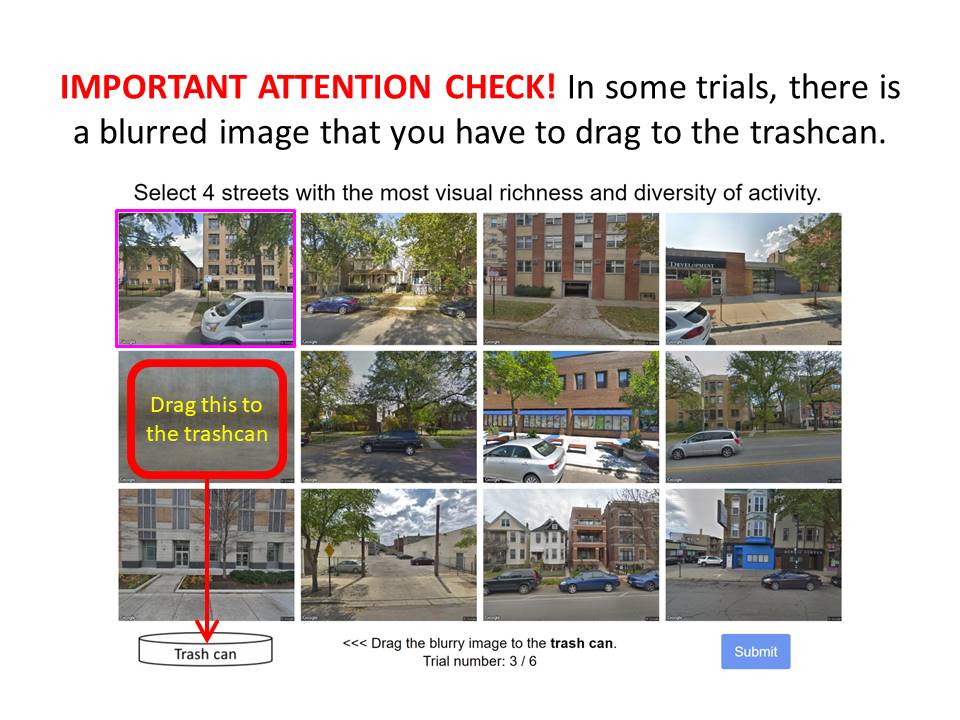 IMPORTANT ATTENTION CHECK! In some trials, there is
a blurred image that you have to drag to the trashcan.
Select 4 streets with the most visual richness and diversity of activity.
DEVELOPMENT
Drag this to
the trashcan
Trash can
<<< Drag the blurry image to the trash can.
Trial number: 3 / 6
Submit